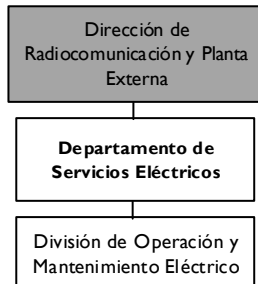 Dirección de
Radiocomunicación y Planta
Externa
Departamento de
Servicios Eléctricos
División de Operación y
Mantenimiento Eléctrico